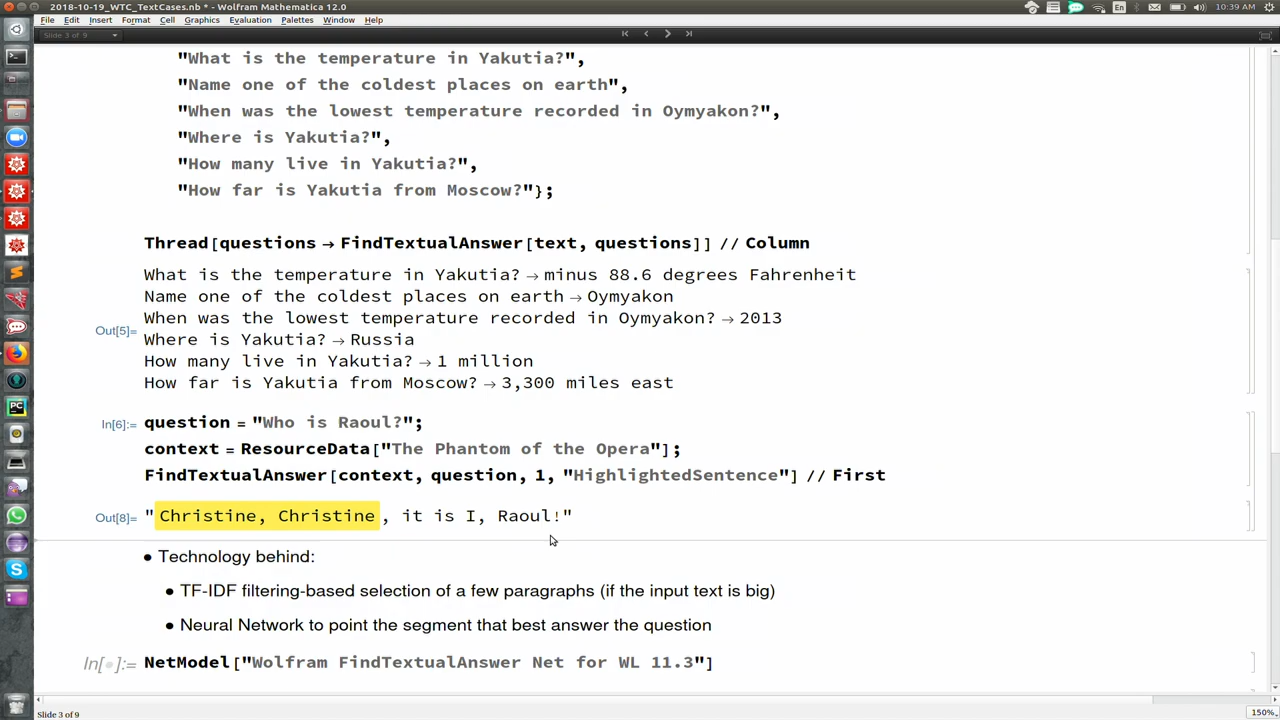 2018-10-19_WTC_TextCases.nb * - Wolfram Mathematica 12.0
En
10:39 AM
File Edit Insert Format Cell Graphics Evaluation Palettes Window Help
Slide 3 of 9
"What is the temperature in Yakutia?",
"Name one of the coldest places on earth",
"When was the lowest temperature recorded in Oymyakon?",
"Where is Yakutia?",
"How many live in Yakutia?",
"How far is Yakutia from Moscow?"};
Thread[questions → FindTextualAnswer[text, questions]] // Column
What is the temperature in Yakutia? → minus 88.6 degrees Fahrenheit
Name one of the coldest places on earth → Oymyakon
When was the lowest temperature recorded in Oymyakon? → 2013
Out[5]=
Where is Yakutia? → Russia
How many live in Yakutia? → 1 million
How far is Yakutia from Moscow? → 3,300 miles east
In[6]:= question = "Who is Raoul?";
context = ResourceData["The Phantom of the Opera"];
FindTextualAnswer[context, question, 1, "HighlightedSentence"] // First
Out[8]= "Christine, Christine, it is I, Raoul!"
• Technology behind:
• TF-IDF filtering-based selection of a few paragraphs (if the input text is big)
• Neural Network to point the segment that best answer the question
In[•]:= NetModel["Wolfram FindTextualAnswer Net for WL 11.3"]
PC
Slide 3 of 9
150%